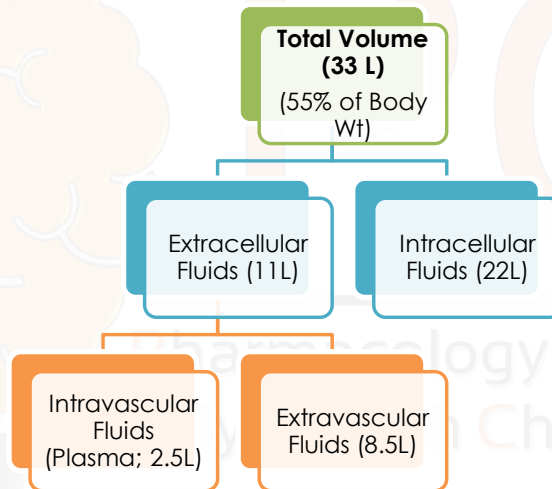 Total Volume
(33 L)
(55% of Body
Wt)
Extracellular
Fluids (11L)
Intracellular
Fluids (22L)
Intravascular
Fluids
(Plasma; 2.5L)
Extravascular
Fluids (8.5L)